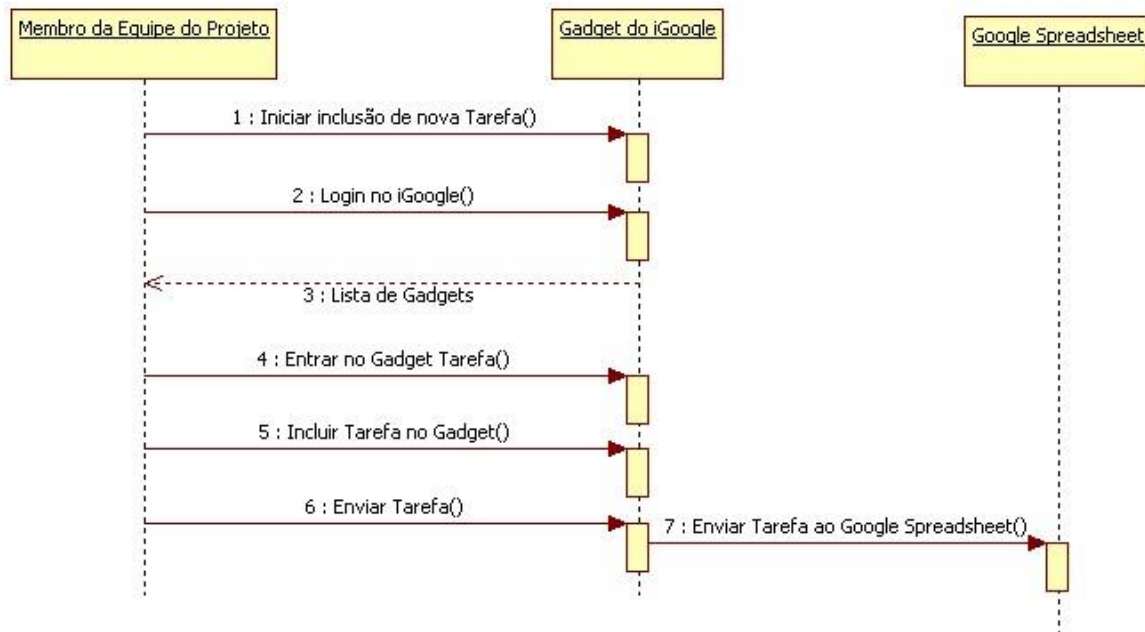 Membro da Equipe do Projeto
Gadget do iGoogle
Google Spreadsheet
1 : Iniciar inclusão de nova Tarefa()
2 : Login no iGoogle()
3 : Lista de Gadgets
4 : Entrar no Gadget Tarefa()
5 : Incluir Tarefa no Gadget()
6 : Enviar Tarefa()
7 : Enviar Tarefa ao Google Spreadsheet()